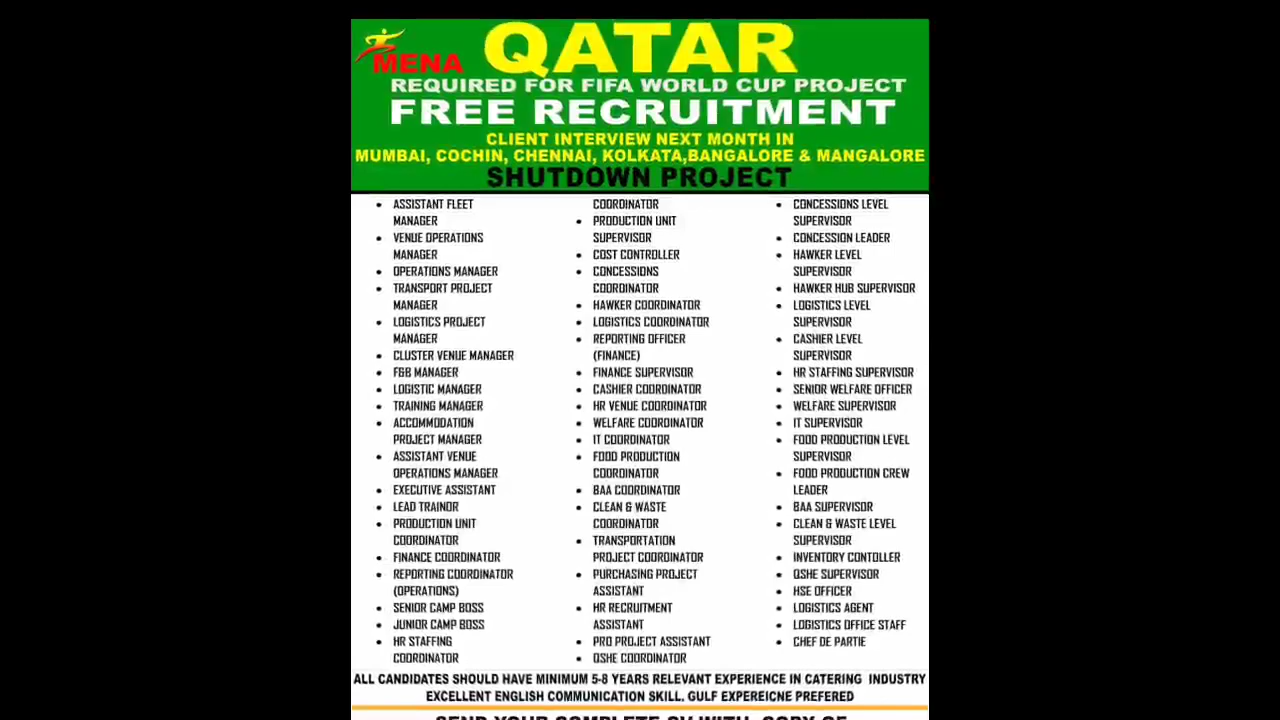 MENA
QATAR
REQUIRED FOR FIFA WORLD CUP PROJECT
FREE RECRUITMENT
CLIENT INTERVIEW NEXT MONTH IN
MUMBAI, COCHIN, CHENNAI, KOLKATA,BANGALORE & MANGALORE
SHUTDOWN PROJECT
• ASSISTANT FLEET
MANAGER
• VENUE OPERATIONS
MANAGER
• OPERATIONS MANAGER
• TRANSPORT PROJECT
MANAGER
• LOGISTICS PROJECT
MANAGER
• CLUSTER VENUE MANAGER
• F&B MANAGER
• LOGISTIC MANAGER
• TRAINING MANAGER
• ACCOMMODATION
PROJECT MANAGER
• ASSISTANT VENUE
OPERATIONS MANAGER
• EXECUTIVE ASSISTANT
• LEAD TRAINOR
• PRODUCTION UNIT
COORDINATOR
• FINANCE COORDINATOR
• REPORTING COORDINATOR
(OPERATIONS)
• SENIOR CAMP BOSS
• JUNIOR CAMP BOSS
• HR STAFFING
COORDINATOR
COORDINATOR
• PRODUCTION UNIT
SUPERVISOR
• COST CONTROLLER
• CONCESSIONS
COORDINATOR
• HAWKER COORDINATOR
• LOGISTICS COORDINATOR
• REPORTING OFFICER
(FINANCE)
• FINANCE SUPERVISOR
• CASHIER COORDINATOR
• HR VENUE COORDINATOR
• WELFARE COORDINATOR
• IT COORDINATOR
• FOOD PRODUCTION
COORDINATOR
• BAA COORDINATOR
• CLEAN & WASTE
COORDINATOR
• TRANSPORTATION
PROJECT COORDINATOR
• PURCHASING PROJECT
ASSISTANT
• HR RECRUITMENT
ASSISTANT
• PRO PROJECT ASSISTANT
• QSHE COORDINATOR
• CONCESSIONS LEVEL
SUPERVISOR
• CONCESSION LEADER
• HAWKER LEVEL
SUPERVISOR
• HAWKER HUB SUPERVISOR
• LOGISTICS LEVEL
SUPERVISOR
• CASHIER LEVEL
SUPERVISOR
• HR STAFFING SUPERVISOR
• SENIOR WELFARE OFFICER
• WELFARE SUPERVISOR
• IT SUPERVISOR
• FOOD PRODUCTION LEVEL
SUPERVISOR
• FOOD PRODUCTION CREW
LEADER
• BAA SUPERVISOR
• CLEAN & WASTE LEVEL
SUPERVISOR
• INVENTORY CONTOLLER
• QSHE SUPERVISOR
• HSE OFFICER
• LOGISTICS AGENT
• LOGISTICS OFFICE STAFF
• CHEF DE PARTIE
ALL CANDIDATES SHOULD HAVE MINIMUM 5-8 YEARS RELEVANT EXPERIENCE IN CATERING INDUSTRY
EXCELLENT ENGLISH COMMUNICATION SKILL. GULF EXPEREICNE PREFERED
SEND YOUR COMPLETE CV WITH COPY OF